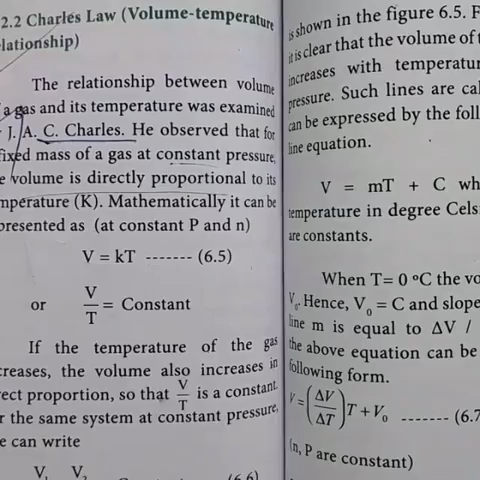 2.2 Charles Law (Volume-temperature
lationship)
The relationship between volume
a gas and its temperature was examined
J. A. C. Charles. He observed that for
fixed mass of a gas at constant pressure,
e volume is directly proportional to its
mperature (K). Mathematically it can be
presented as (at constant P and n)
V = kT ------- (6.5)
or V/T = Constant
If the temperature of the gas
creases, the volume also increases in
rect proportion, so that V/T is a constant.
r the same system at constant pressure,
e can write
V₁ V₂
(6.6)
is shown in the figure 6.5. F
it is clear that the volume of t
increases with temperatur
pressure. Such lines are cal
can be expressed by the foll
line equation.
V = mT + C wh
temperature in degree Cels
are constants.
When T= 0 ºC the vo
V₀. Hence, V₀ = C and slope
line m is equal to ΔV /
the above equation can be
following form.
V=(ΔV/ΔT)T+V₀ ------- (6.7
(n, P are constant)